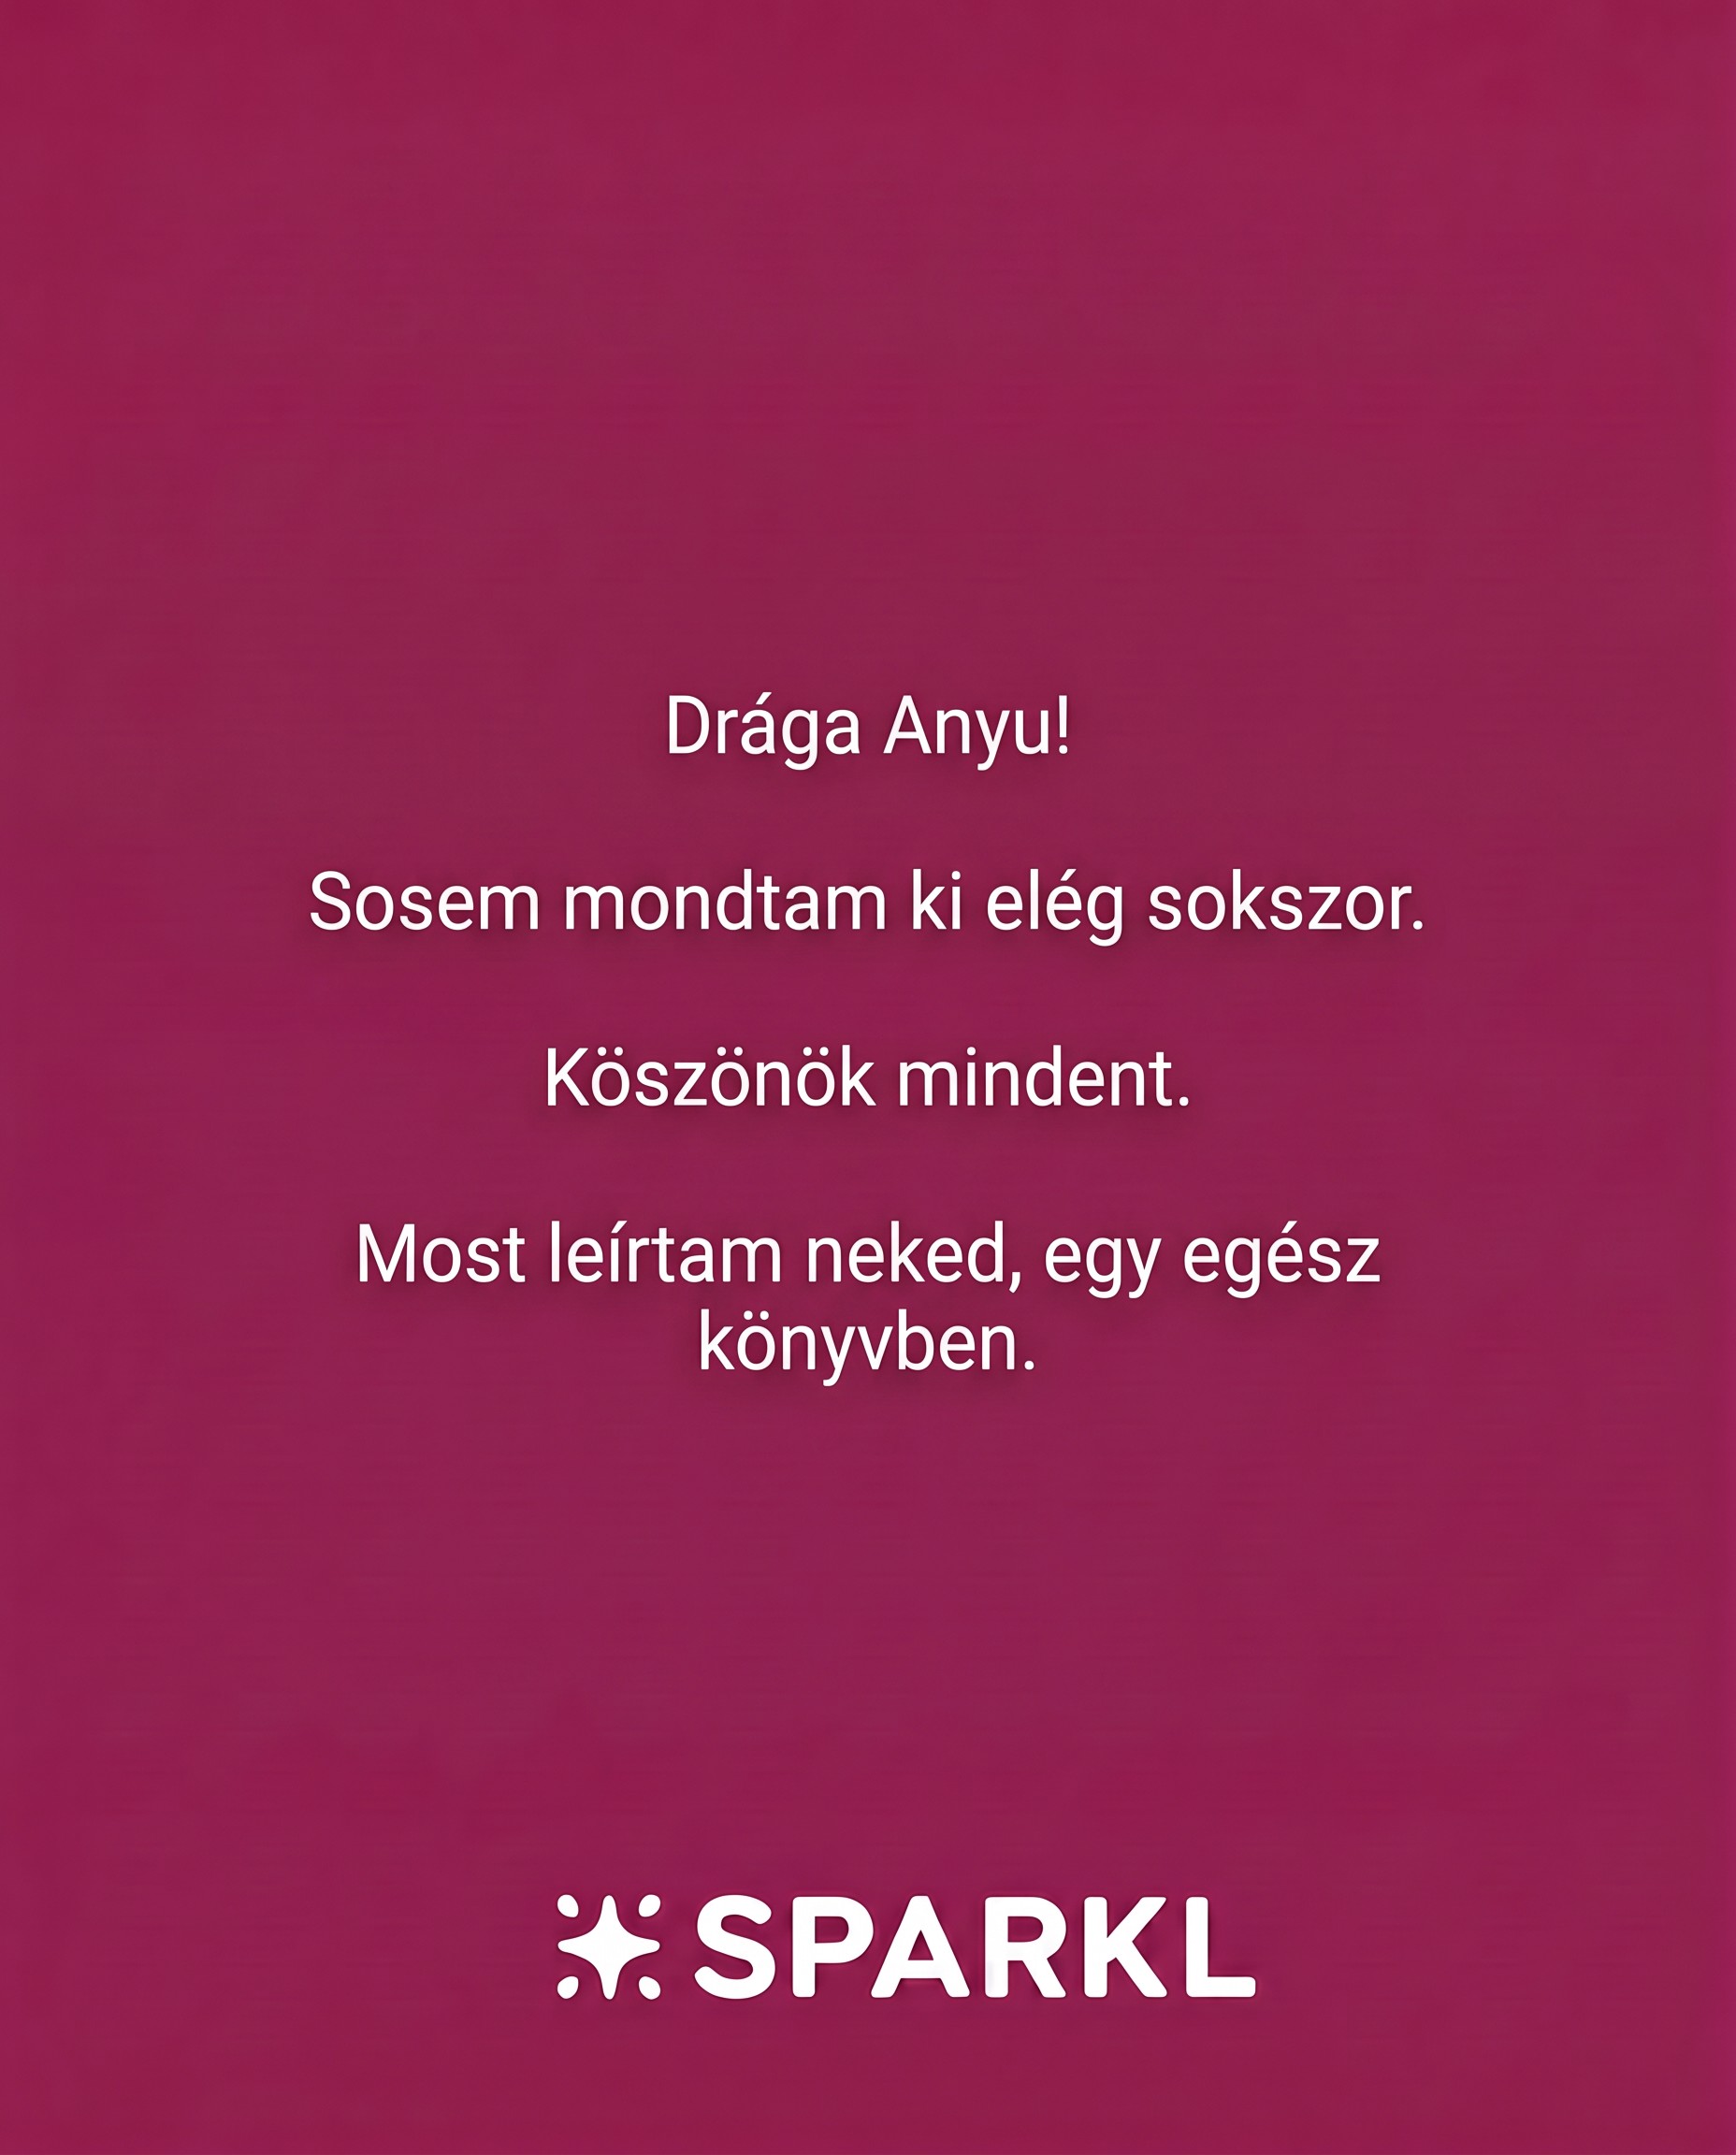 Drága Anyu!
Sosem mondtam ki elég sokszor.
Köszönök mindent.
Most leírtam neked, egy egész
könyvben.
SPARKL